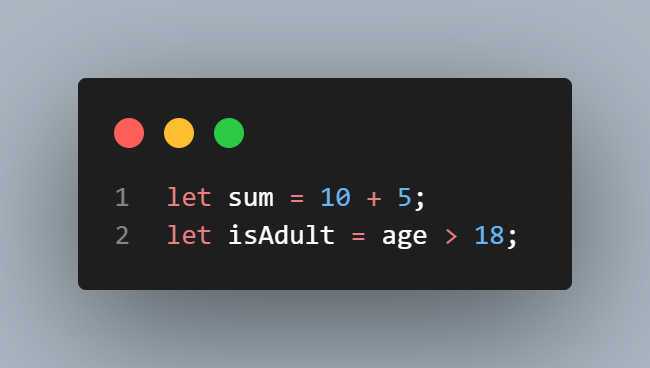 1 let sum = 10 + 5;
2 let isAdult = age > 18;